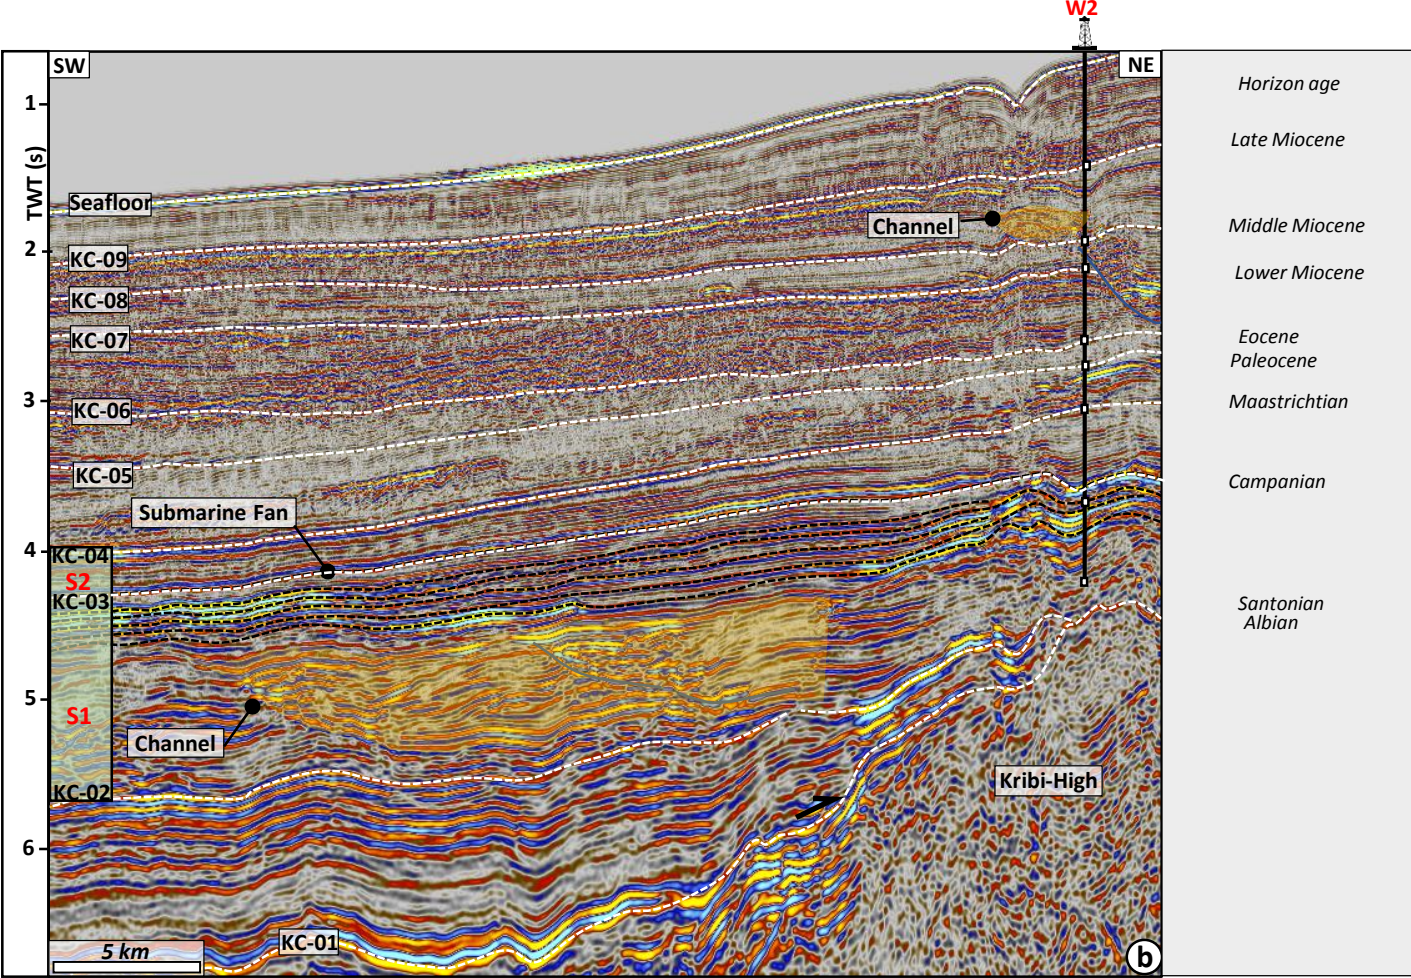 W2
SW
NE
Horizon age
1
Late Miocene
TWT (s)
Seafloor
Channel
Middle Miocene
2
KC-09
Lower Miocene
KC-08
KC-07
Eocene
Paleocene
3
KC-06
Maastrichtian
KC-05
Campanian
Submarine Fan
4
KC-04
S2
KC-03
Santonian
Albian
5
S1
Channel
Kribi-High
KC-02
6
KC-01
5 km
b